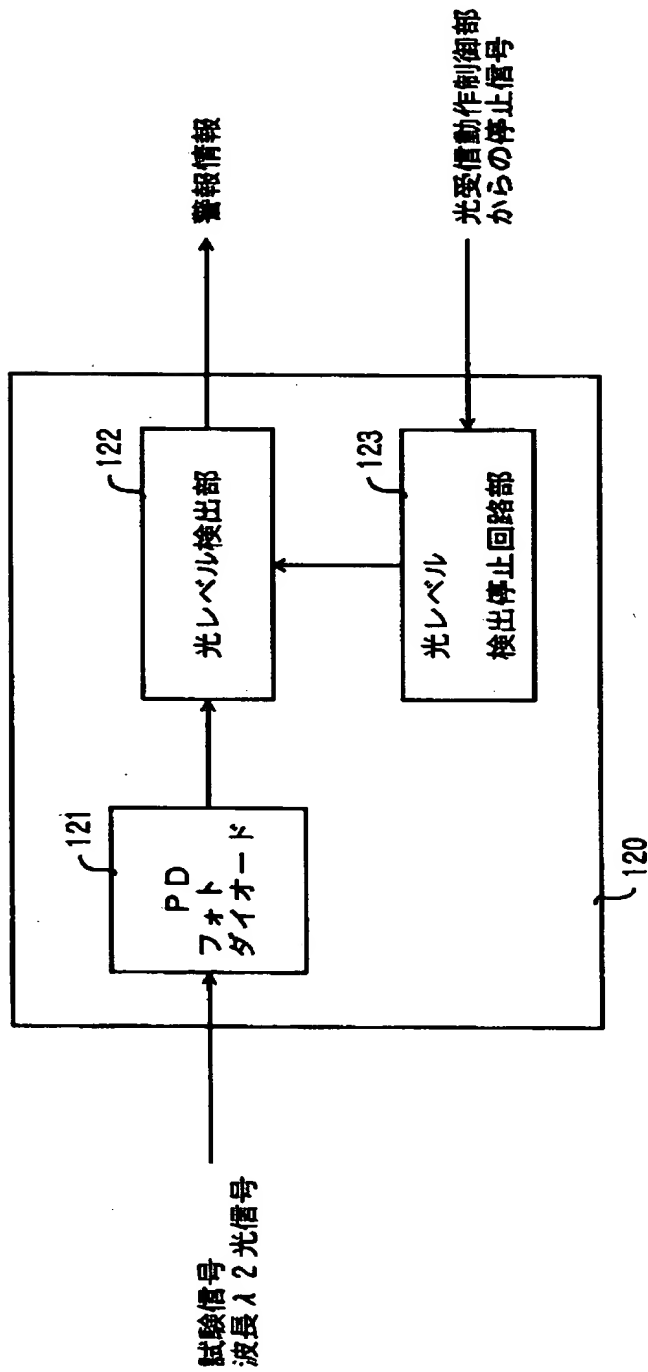 試験信号
波長λ2光信号
121
PD
フォト
ダイオード
122
光レベル検出部
警報情報
123
光レベル
検出停止回路部
光受信動作制御部
からの停止信号
120